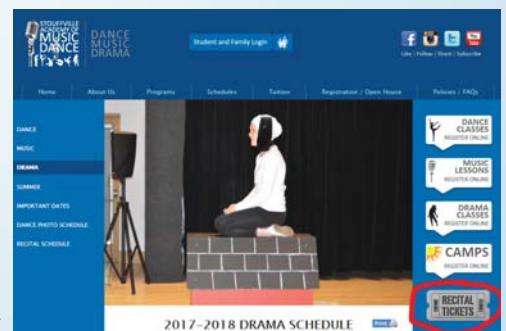 STOUFFVILLE
ACADEMY OF
MUSIC
DANCE
DANCE
MUSIC
DRAMA
Student and Family Login
Like | Follow | Share | Subscribe
Home About Us Programs Schedules Tuition Registration / Open House Policies / FAQs
DANCE
MUSIC
DRAMA
SUMMER
IMPORTANT DATES
DANCE PHOTO SCHEDULE
RECITAL SCHEDULE
DANCE
CLASSES
REGISTER ONLINE
MUSIC
LESSONS
REGISTER ONLINE
DRAMA
CLASSES
REGISTER ONLINE
CAMPS
REGISTER ONLINE
RECITAL
TICKETS
2017-2018 DRAMA SCHEDULE
Print